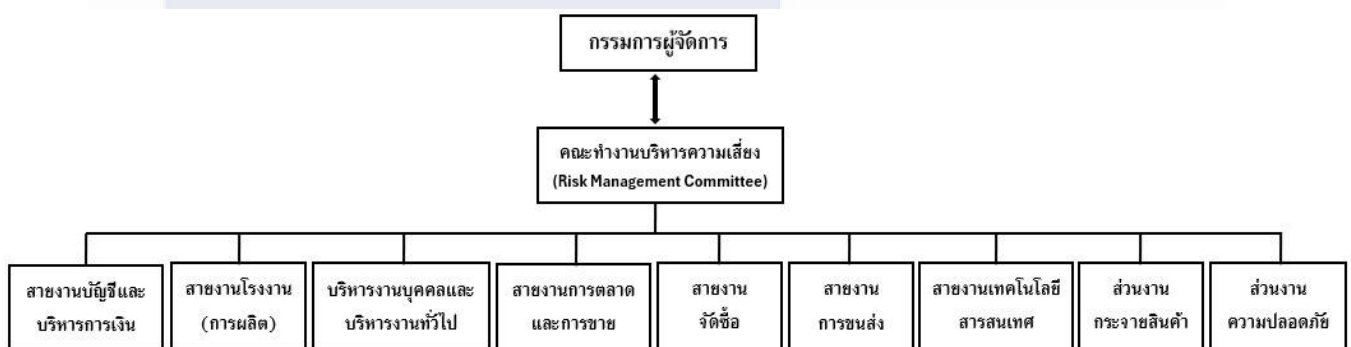 กรรมการผู้จัดการ
คณะทำงานบริหารความเสี่ยง
(Risk Management Committee)
สายงานบัญชีและ
บริหารการเงิน
สายงานโรงงาน
(การผลิต)
บริหารงานบุคคลและ
บริหารงานทั่วไป
สายงานการตลาด
และการขาย
สายงาน
จัดซื้อ
สายงาน
การขนส่ง
สายงานเทคโนโลยี
สารสนเทศ
ส่วนงาน
กระจายสินค้า
ส่วนงาน
ความปลอดภัย